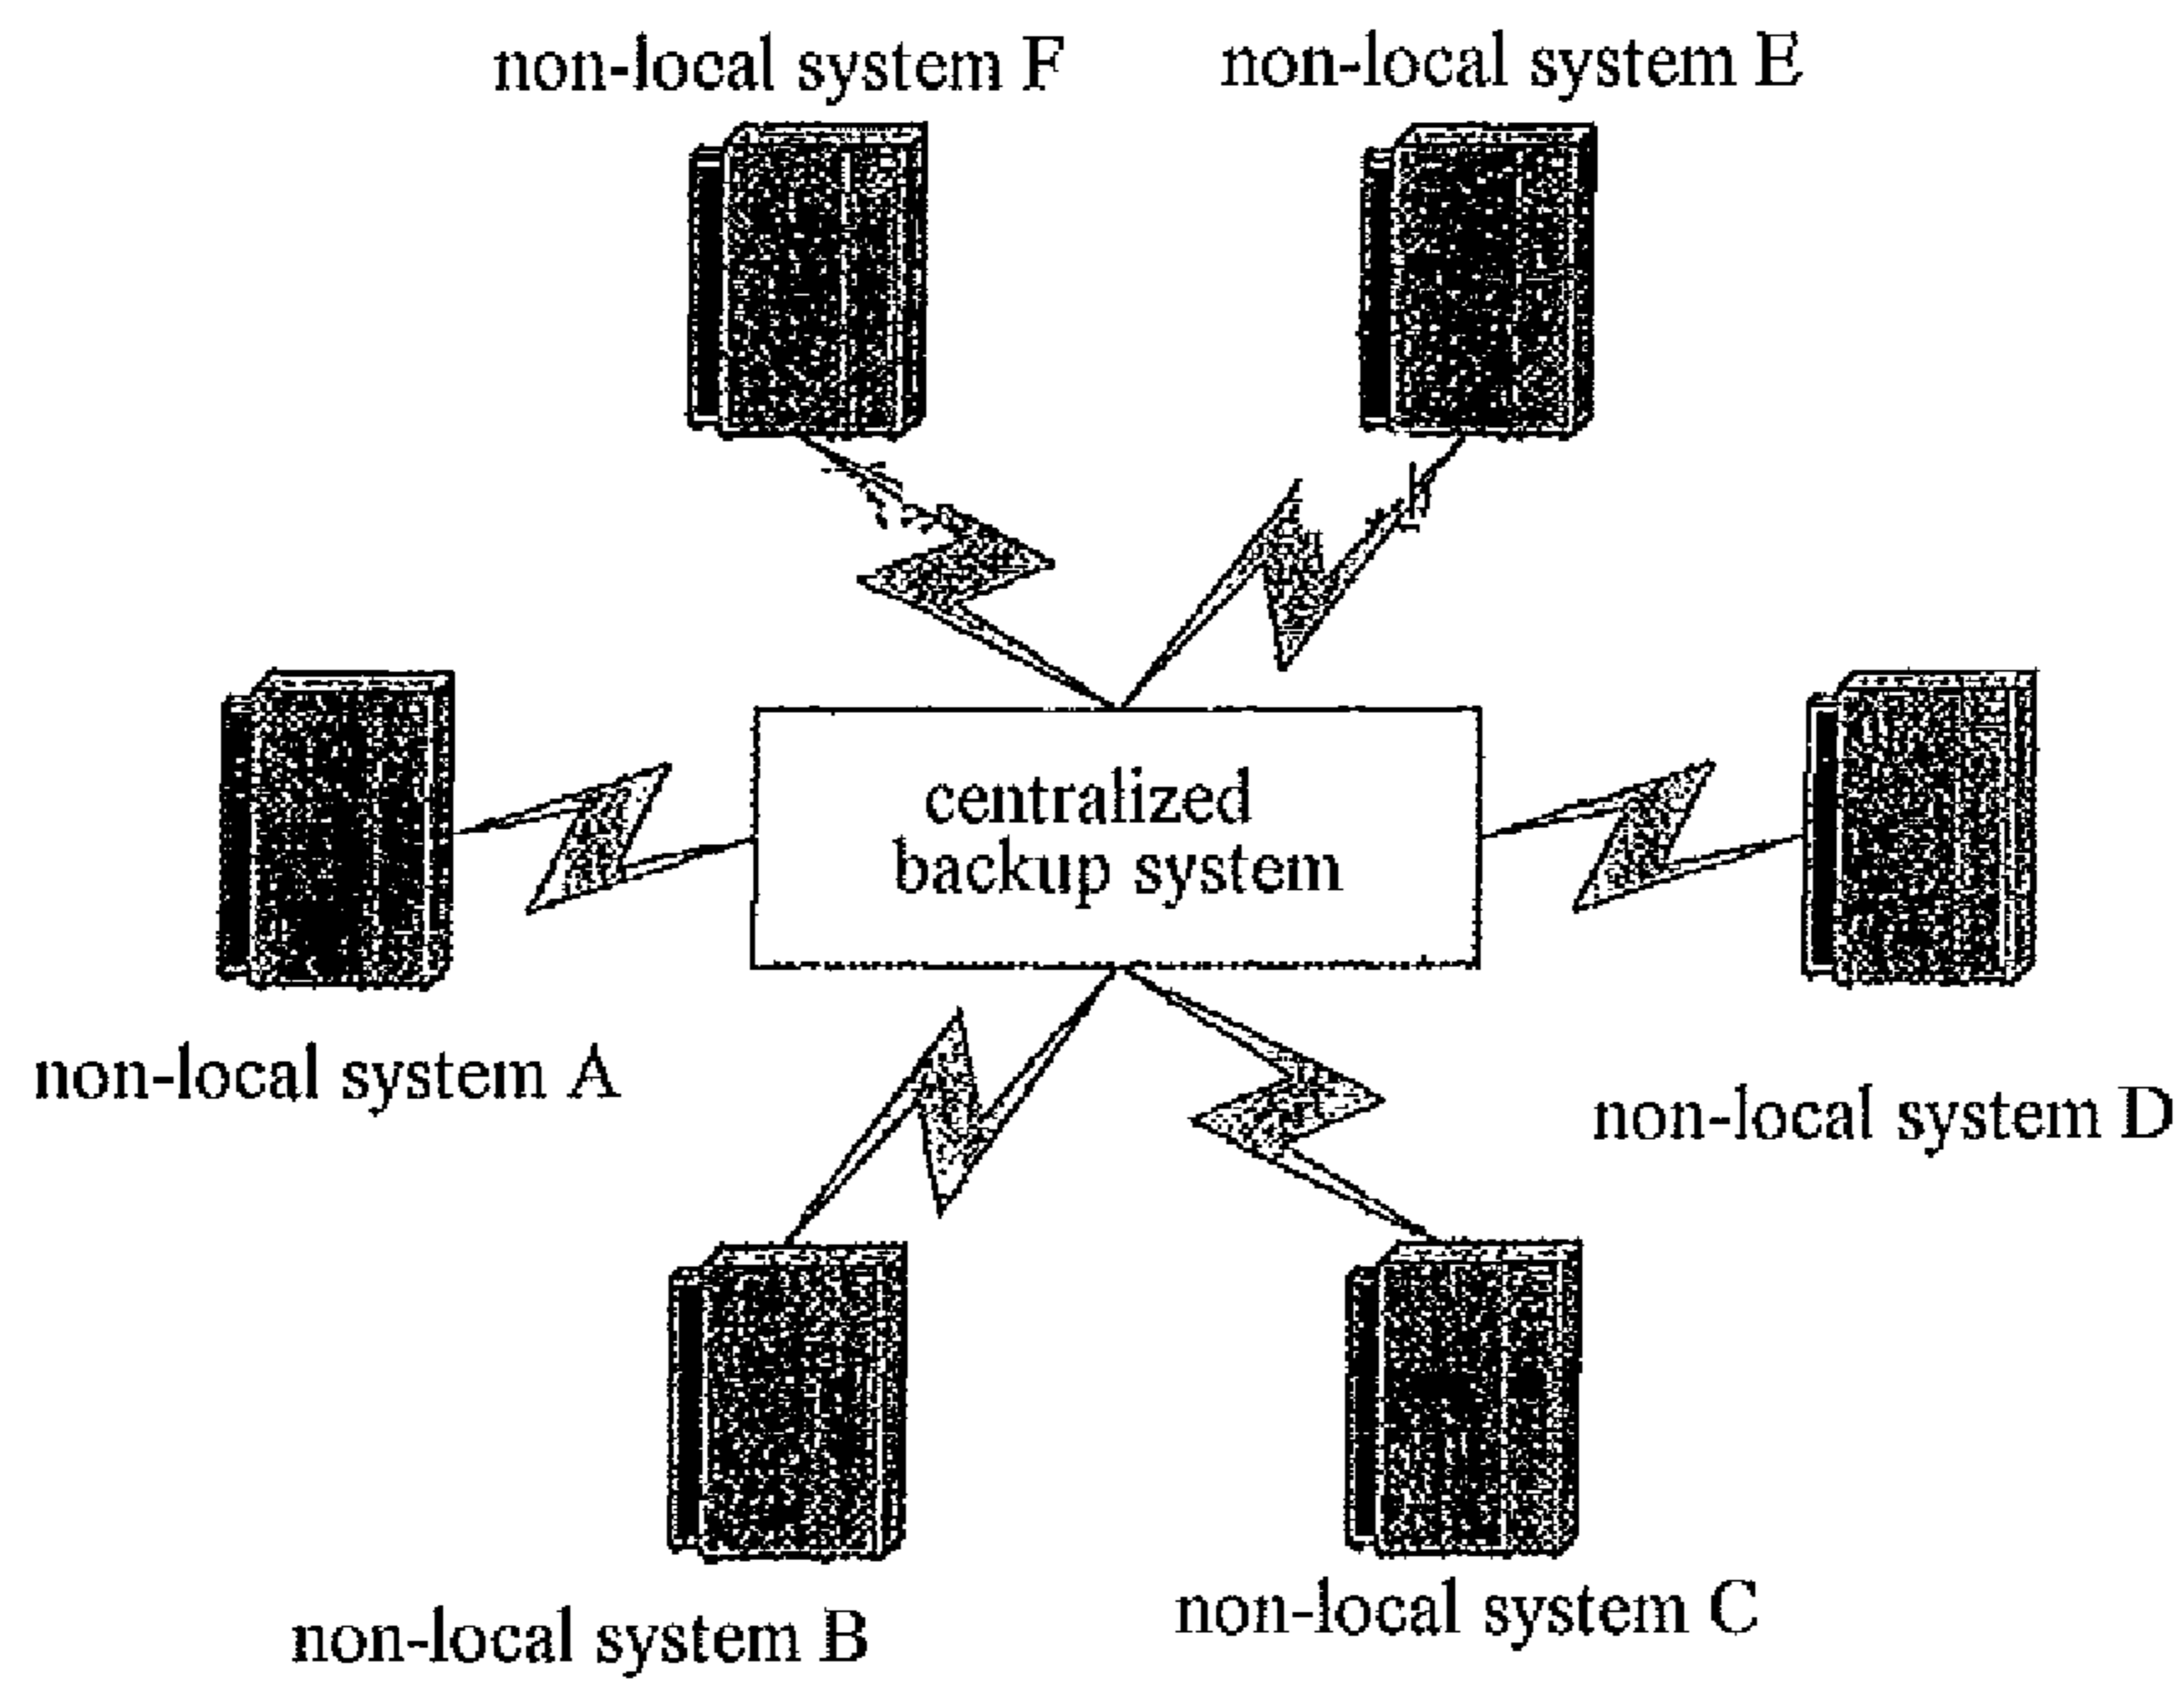 non-local system F
non-local system E
centralized
backup system
non-local system A
non-local system D
non-local system B
non-local system C